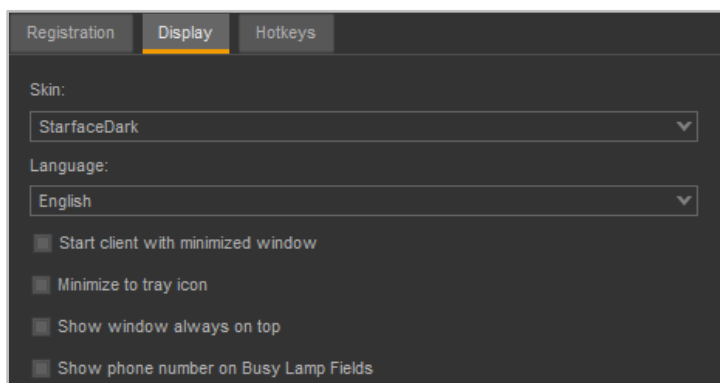 Registration Display Hotkeys
Skin:
StarfaceDark
Language:
English
Start client with minimized window
Minimize to tray icon
Show window always on top
Show phone number on Busy Lamp Fields